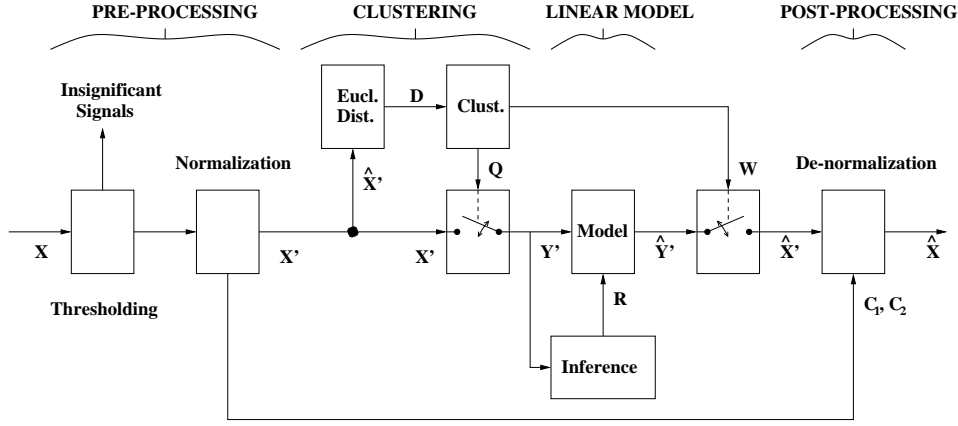 PRE-PROCESSING
CLUSTERING
LINEAR MODEL
POST-PROCESSING
Insignificant
Signals
Eucl.
Dist.
D
Clust.
Normalization
X̂'
Q
W
De-normalization
X
X'
X'
Y'
Model
Ŷ'
X̂'
X̂
Thresholding
R
C₁, C₂
Inference